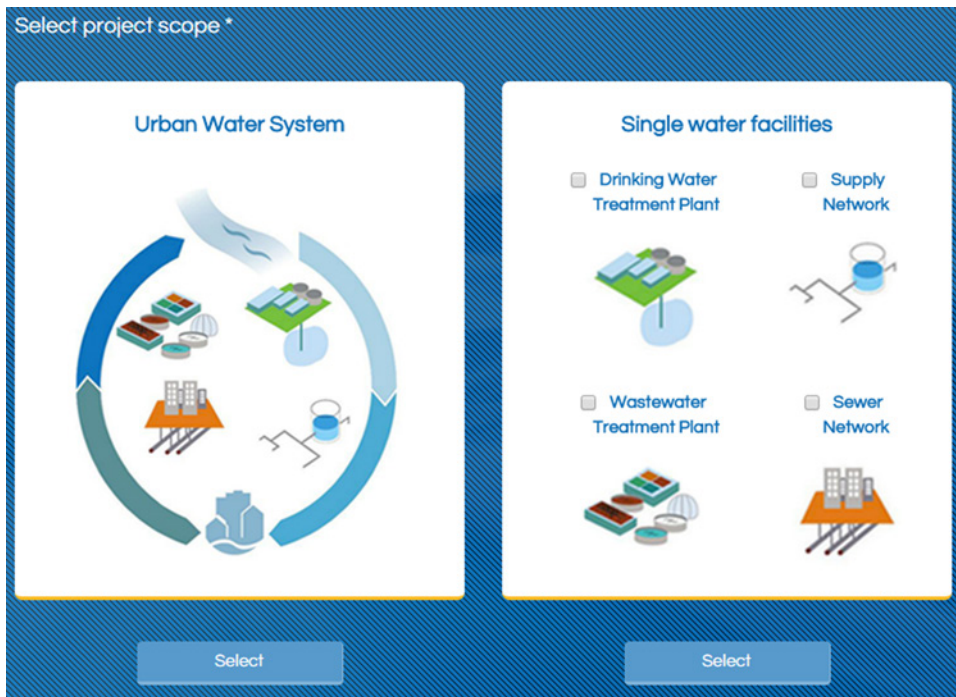 Select project scope *
Urban Water System
Single water facilities
Drinking Water
Treatment Plant
Supply
Network
Wastewater
Treatment Plant
Sewer
Network
Select
Select